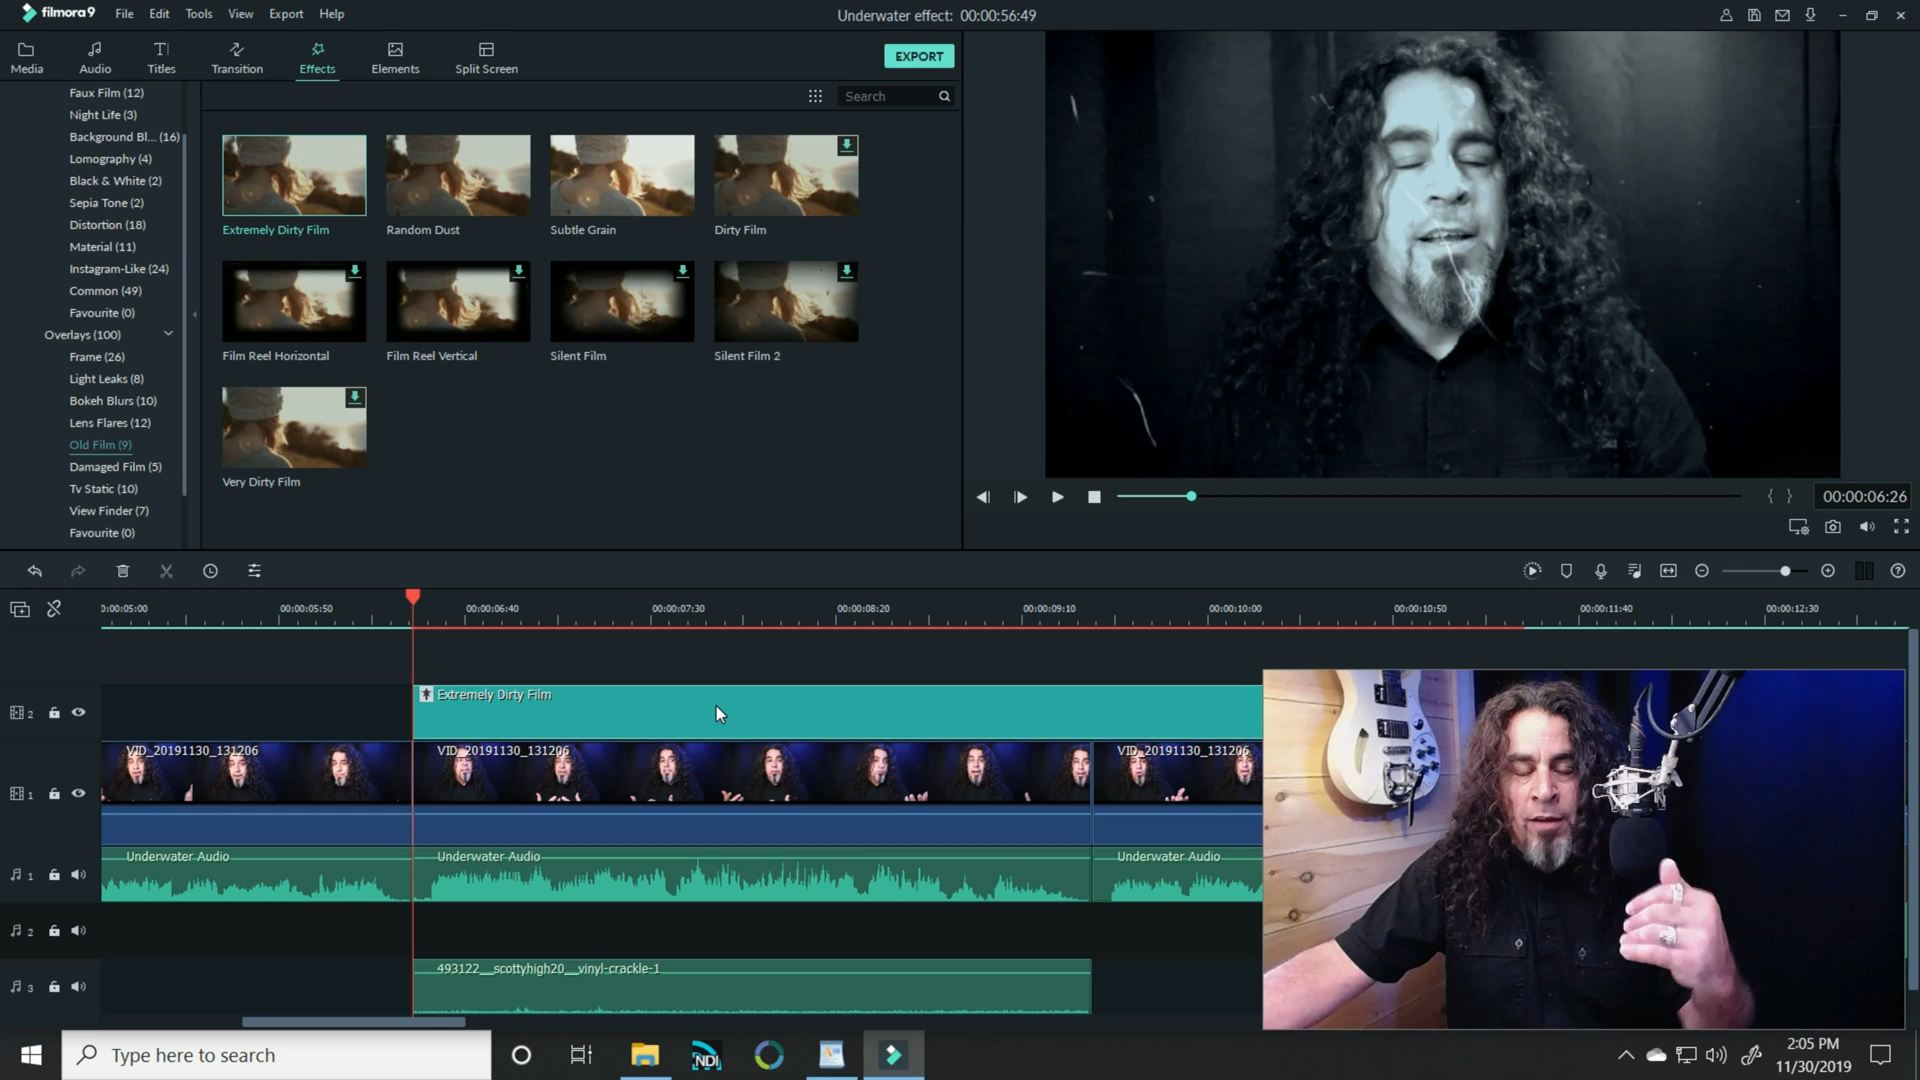 filmora9 File Edit Tools View Export Help
Underwater effect: 00:00:56:49
Media Audio Titles Transition Effects Elements Split Screen
EXPORT
Search
Faux Film (12)
Night Life (3)
Background Bl... (16)
Lomography (4)
Black & White (2)
Sepia Tone (2)
Distortion (18)
Material (11)
Instagram-Like (24)
Common (49)
Favourite (0)
Overlays (100)
Frame (26)
Light Leaks (8)
Bokeh Blurs (10)
Lens Flares (12)
Old Film (9)
Damaged Film (5)
Tv Static (10)
View Finder (7)
Favourite (0)
Extremely Dirty Film Random Dust Subtle Grain Dirty Film
Film Reel Horizontal Film Reel Vertical Silent Film Silent Film 2
Very Dirty Film
{ } 00:00:06:26
0:00:05:00 00:00:05:50 00:00:06:40 00:00:07:30 00:00:08:20 00:00:09:10 00:00:10:00 00:00:10:50 00:00:11:40 00:00:12:30
2 Extremely Dirty Film
VID_20191130_131206 VID_20191130_131206 VID_20191130_131206
1
Underwater Audio Underwater Audio Underwater Audio
1
2
493122__scottyhigh20__vinyl-crackle-1
3
Type here to search
NDI
2:05 PM
11/30/2019